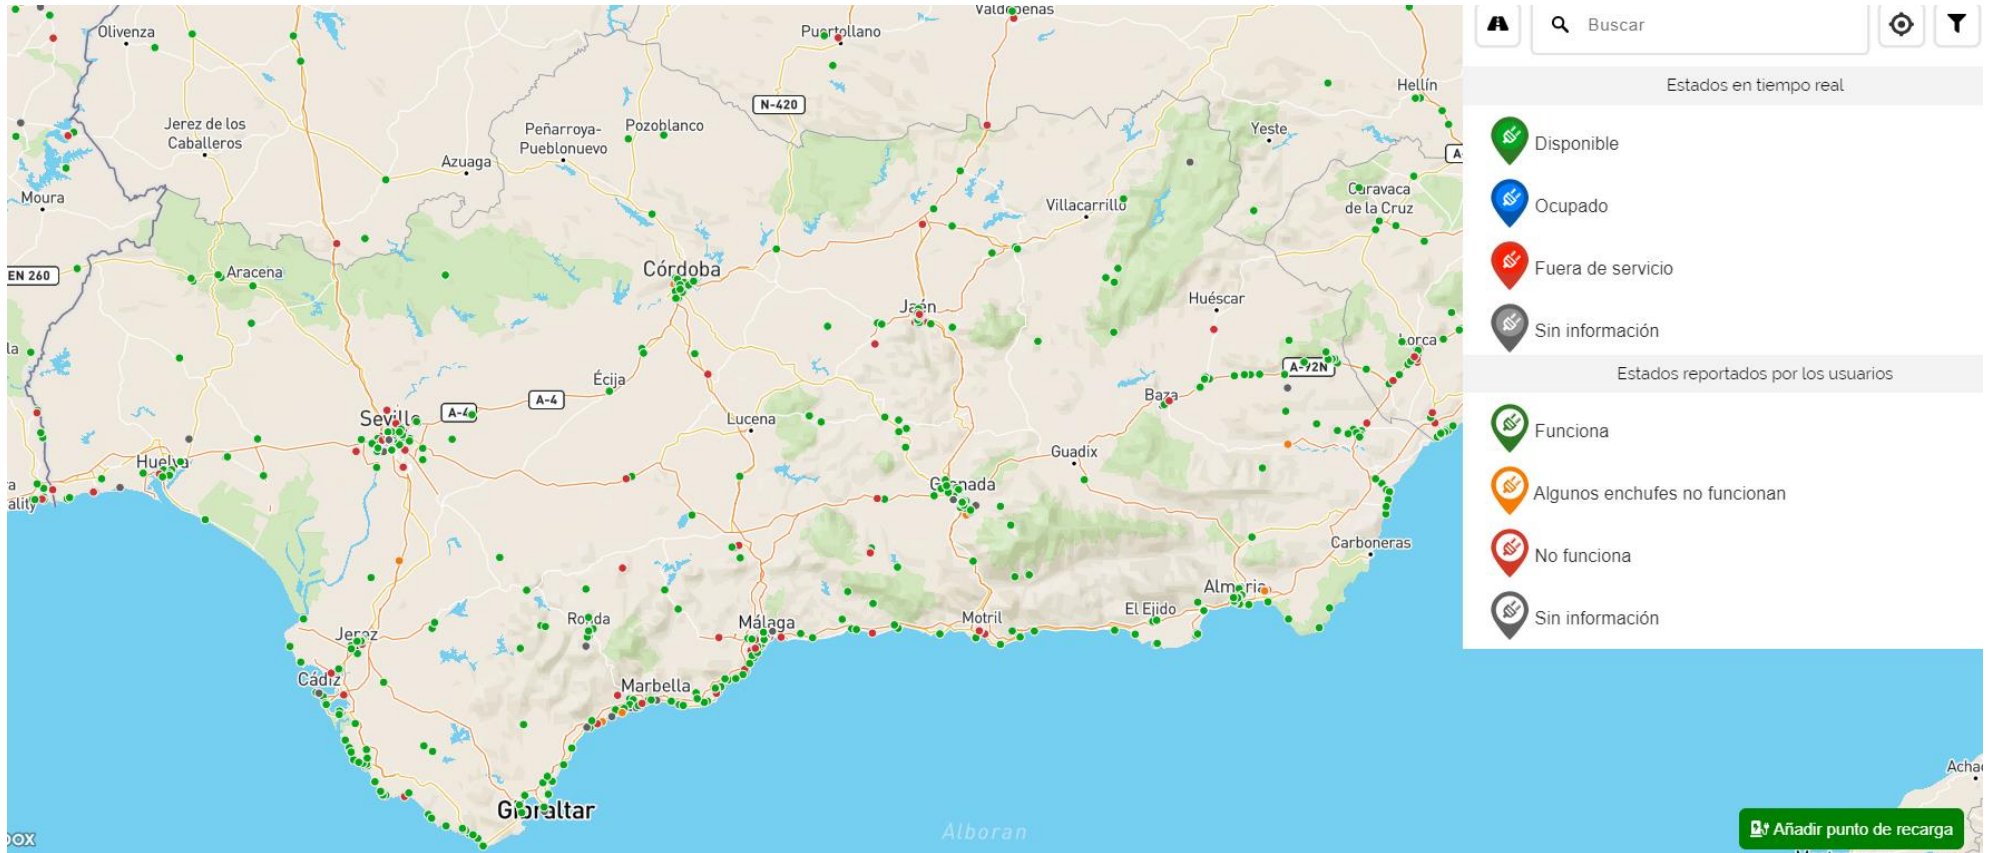 Valdepeñas
Olivenza
Puertollano
Buscar
Hellín
Estados en tiempo real
N-420
Jerez de los
Caballeros
Peñarroya-
Pueblonuevo
Pozoblanco
Yeste
Disponible
Azuaga
A-
Moura
Villacarrillo
Caravaca
de la Cruz
Ocupado
EN 260
Aracena
Córdoba
Fuera de servicio
Jaén
Huéscar
Sin información
la
Lorca
A-92N
Estados reportados por los usuarios
Écija
Baza
A-4
A-4
Sevilla
Lucena
Funciona
Huelva
Guadix
Granada
Algunos enchufes no funcionan
ality
Carboneras
No funciona
Almería
Ronda
Málaga
Motril
El Ejido
Sin información
Jerez
Cádiz
Marbella
Gibraltar
Acha
Alboran
box
Añadir punto de recarga